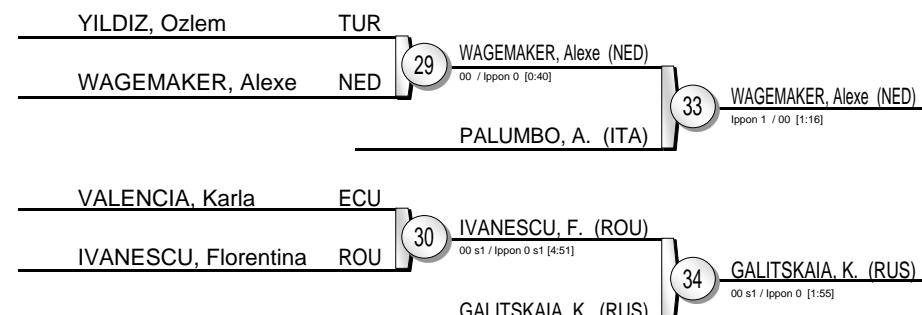 YILDIZ, Ozlem TUR
29
WAGEMAKER, Alexe (NED)
00 / Ippon 0 [0:40]
WAGEMAKER, Alexe NED
33
WAGEMAKER, Alexe (NED)
Ippon 1 / 00 [1:16]
PALUMBO, A. (ITA)
VALENCIA, Karla ECU
30
IVANESCU, F. (ROU)
00 s1 / Ippon 0 s1 [4:51]
IVANESCU, Florentina ROU
34
GALITSKAIA, K. (RUS)
00 s1 / Ippon 0 [1:55]
GALITSKAIA, K. (RUS)